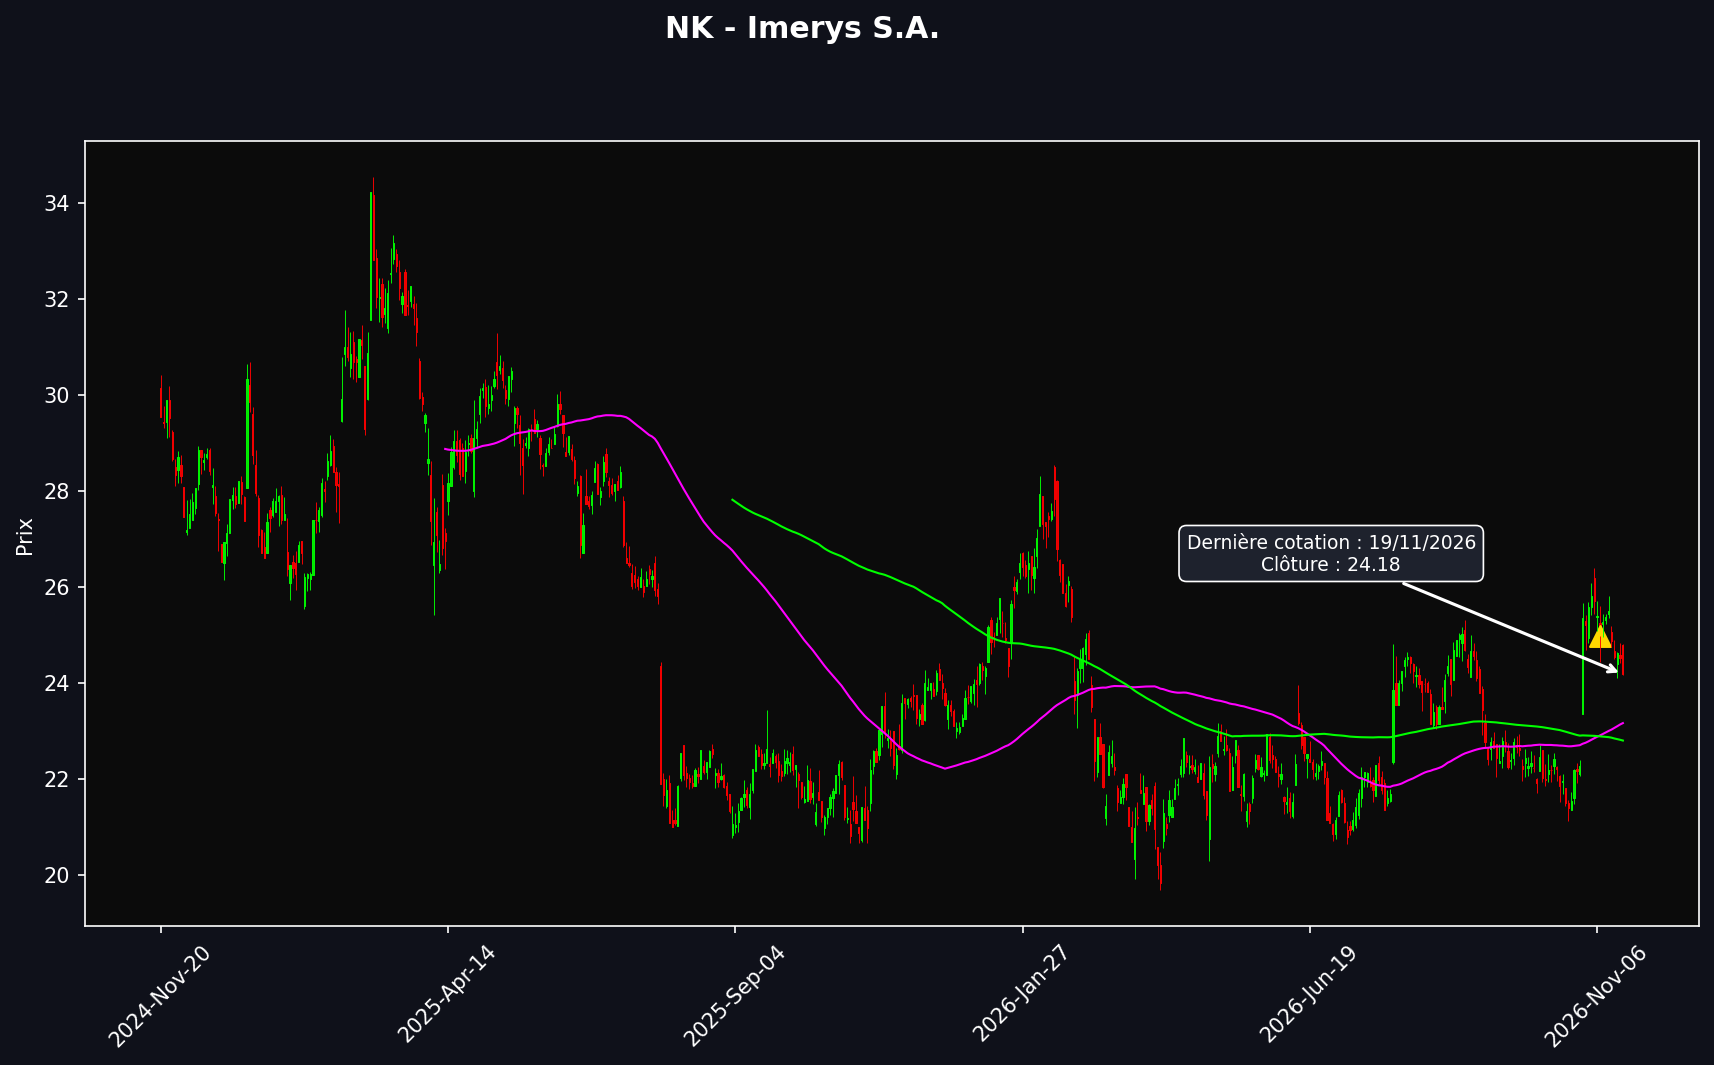 NK - Imerys S.A.
Prix
34
32
30
28
26
24
22
20
Dernière cotation : 19/11/2026
Clôture : 24.18
2024-Nov-20
2025-Apr-14
2025-Sep-04
2026-Jan-27
2026-Jun-19
2026-Nov-06